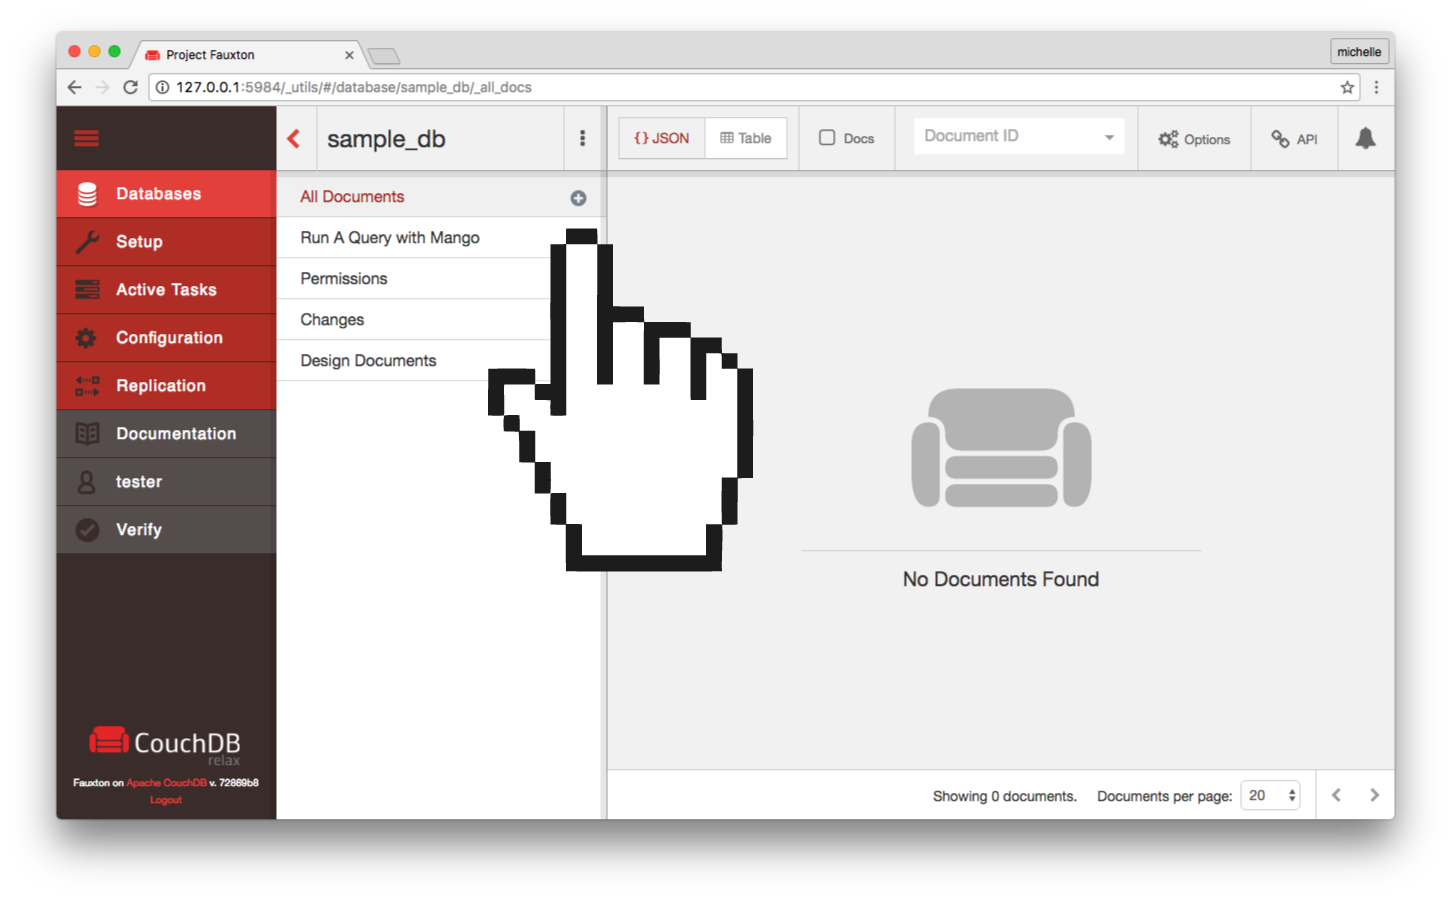 Project Fauxton
michelle
127.0.0.1:5984/_utils/#/database/sample_db/_all_docs
sample_db
{} JSON
Table
Docs
Document ID
Options
API
Databases
Setup
Active Tasks
Configuration
Replication
Documentation
tester
Verify
All Documents
Run A Query with Mango
Permissions
Changes
Design Documents
No Documents Found
CouchDB
relax
Fauxton on Apache CouchDB v. 72869b8
Logout
Showing 0 documents. Documents per page: 20